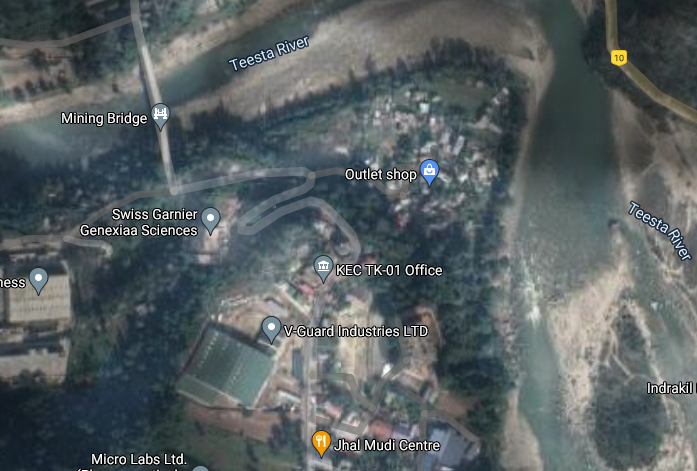 Teesta River
10
Mining Bridge
Outlet shop
Swiss Garnier
Genexiaa Sciences
Teesta River
ness
KEC TK-01 Office
V-Guard Industries LTD
Indrakil
Jhal Mudi Centre
Micro Labs Ltd.